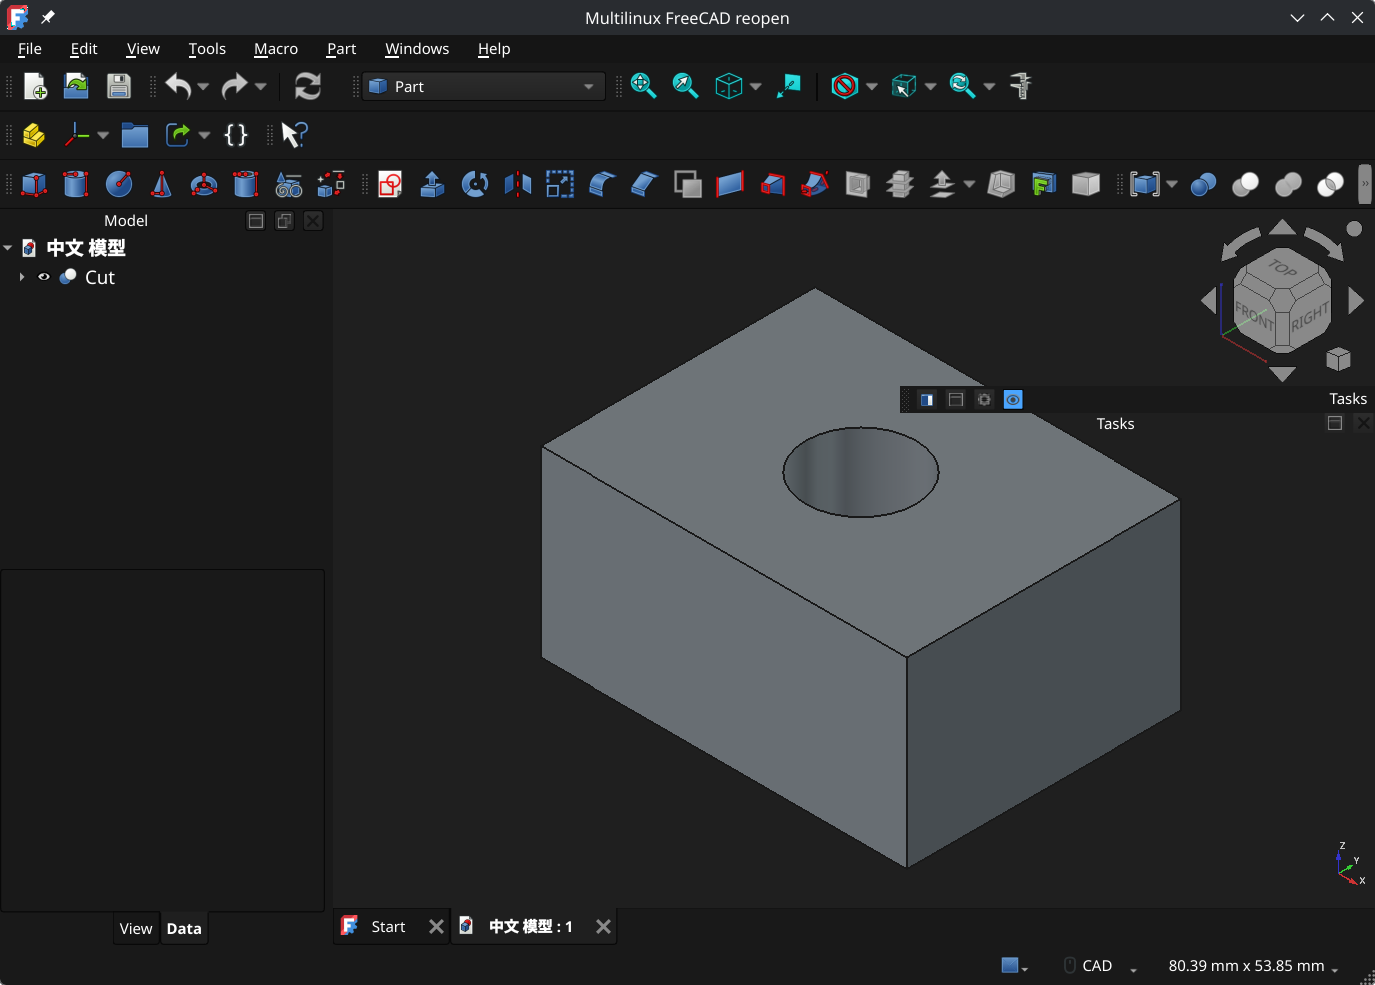 Multilinux FreeCAD reopen
File Edit View Tools Macro Part Windows Help
Part
Model
中文 模型
Cut
TOP
FRONT
RIGHT
Tasks
Tasks
Z
Y
X
View Data
Start
中文 模型 : 1
CAD
80.39 mm x 53.85 mm